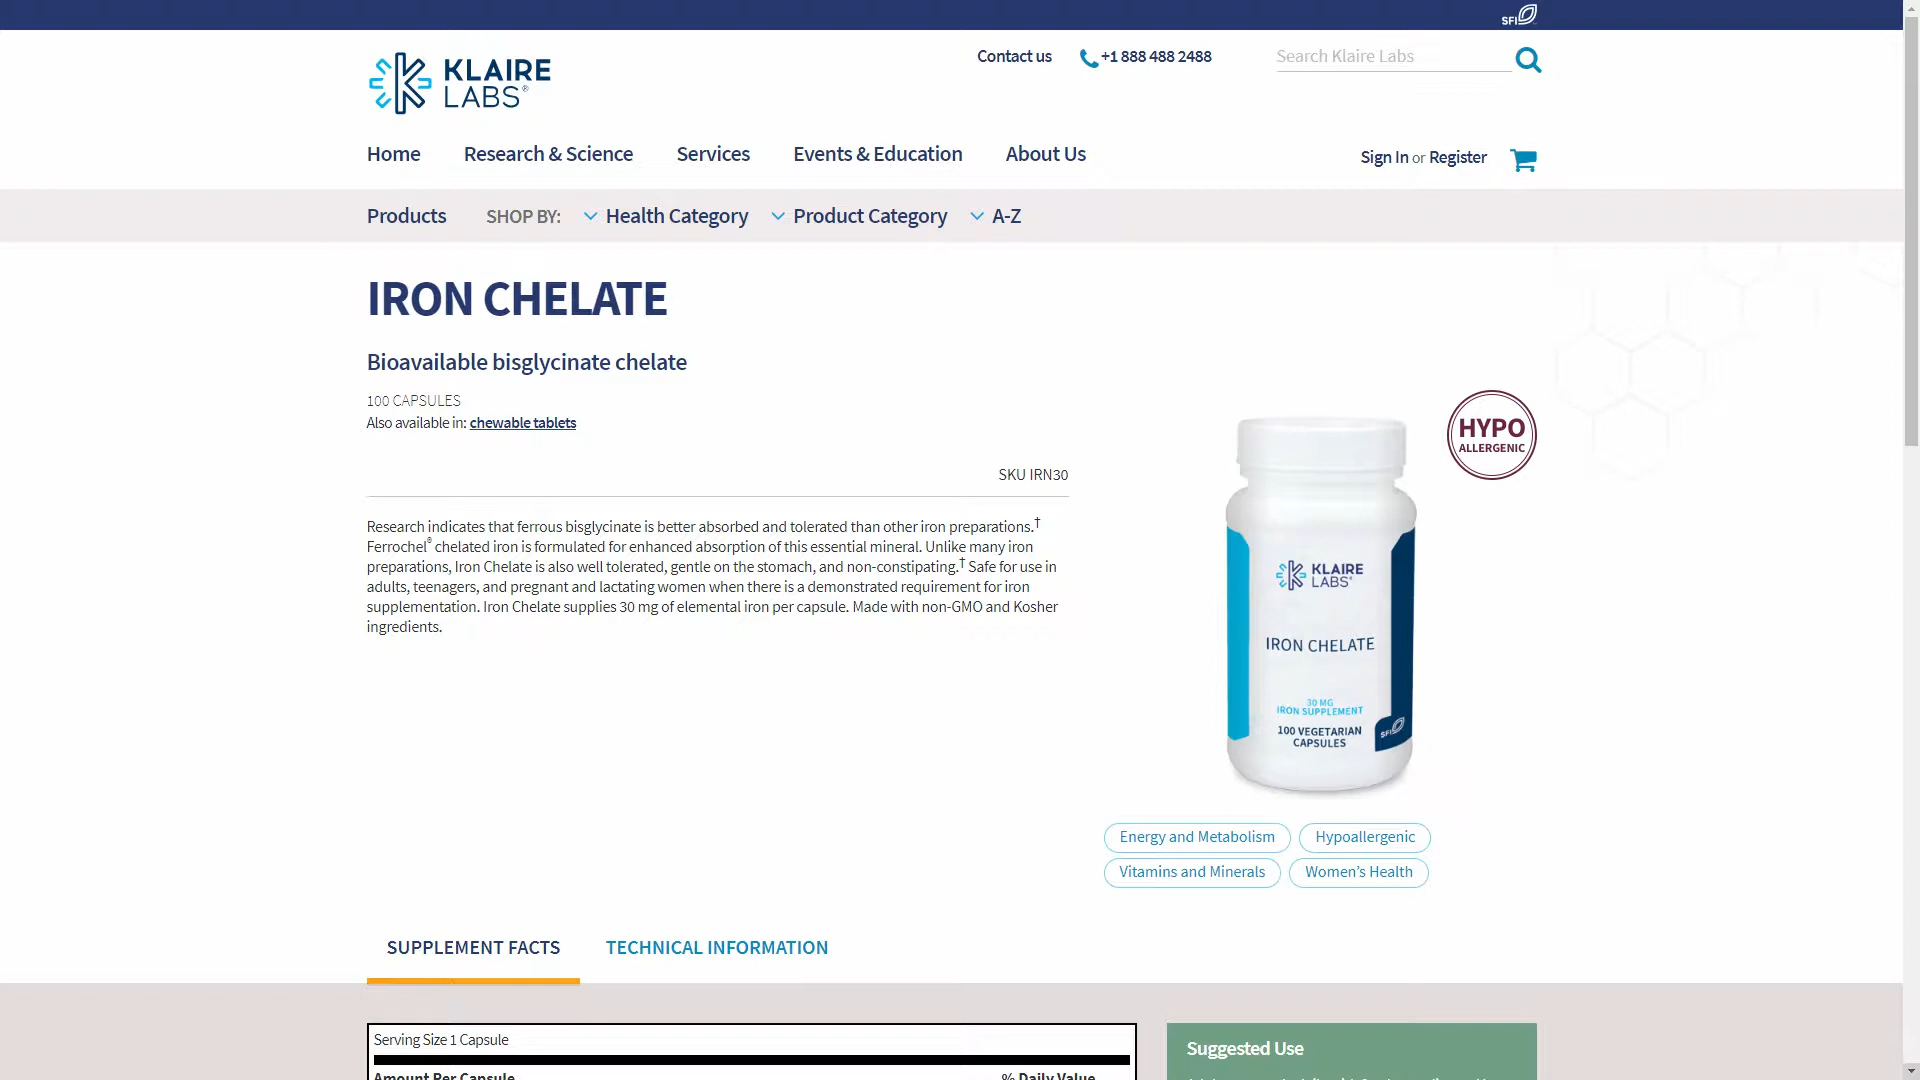 SFI
KLAIRE
LABS®
Contact us
+1 888 488 2488
Search Klaire Labs
Home
Research & Science
Services
Events & Education
About Us
Sign In or Register
Products
SHOP BY:
Health Category
Product Category
A-Z
IRON CHELATE
Bioavailable bisglycinate chelate
100 CAPSULES
Also available in: chewable tablets
SKU IRN30
Research indicates that ferrous bisglycinate is better absorbed and tolerated than other iron preparations.†
Ferrochel® chelated iron is formulated for enhanced absorption of this essential mineral. Unlike many iron
preparations, Iron Chelate is also well tolerated, gentle on the stomach, and non-constipating.† Safe for use in
adults, teenagers, and pregnant and lactating women when there is a demonstrated requirement for iron
supplementation. Iron Chelate supplies 30 mg of elemental iron per capsule. Made with non-GMO and Kosher
ingredients.
HYPO
ALLERGENIC
KLAIRE
LABS®
IRON CHELATE
30 MG
IRON SUPPLEMENT
100 VEGETARIAN
CAPSULES
SFI
Energy and Metabolism
Hypoallergenic
Vitamins and Minerals
Women's Health
SUPPLEMENT FACTS
TECHNICAL INFORMATION
Serving Size 1 Capsule
Amount Per Capsule
% Daily Value
Suggested Use